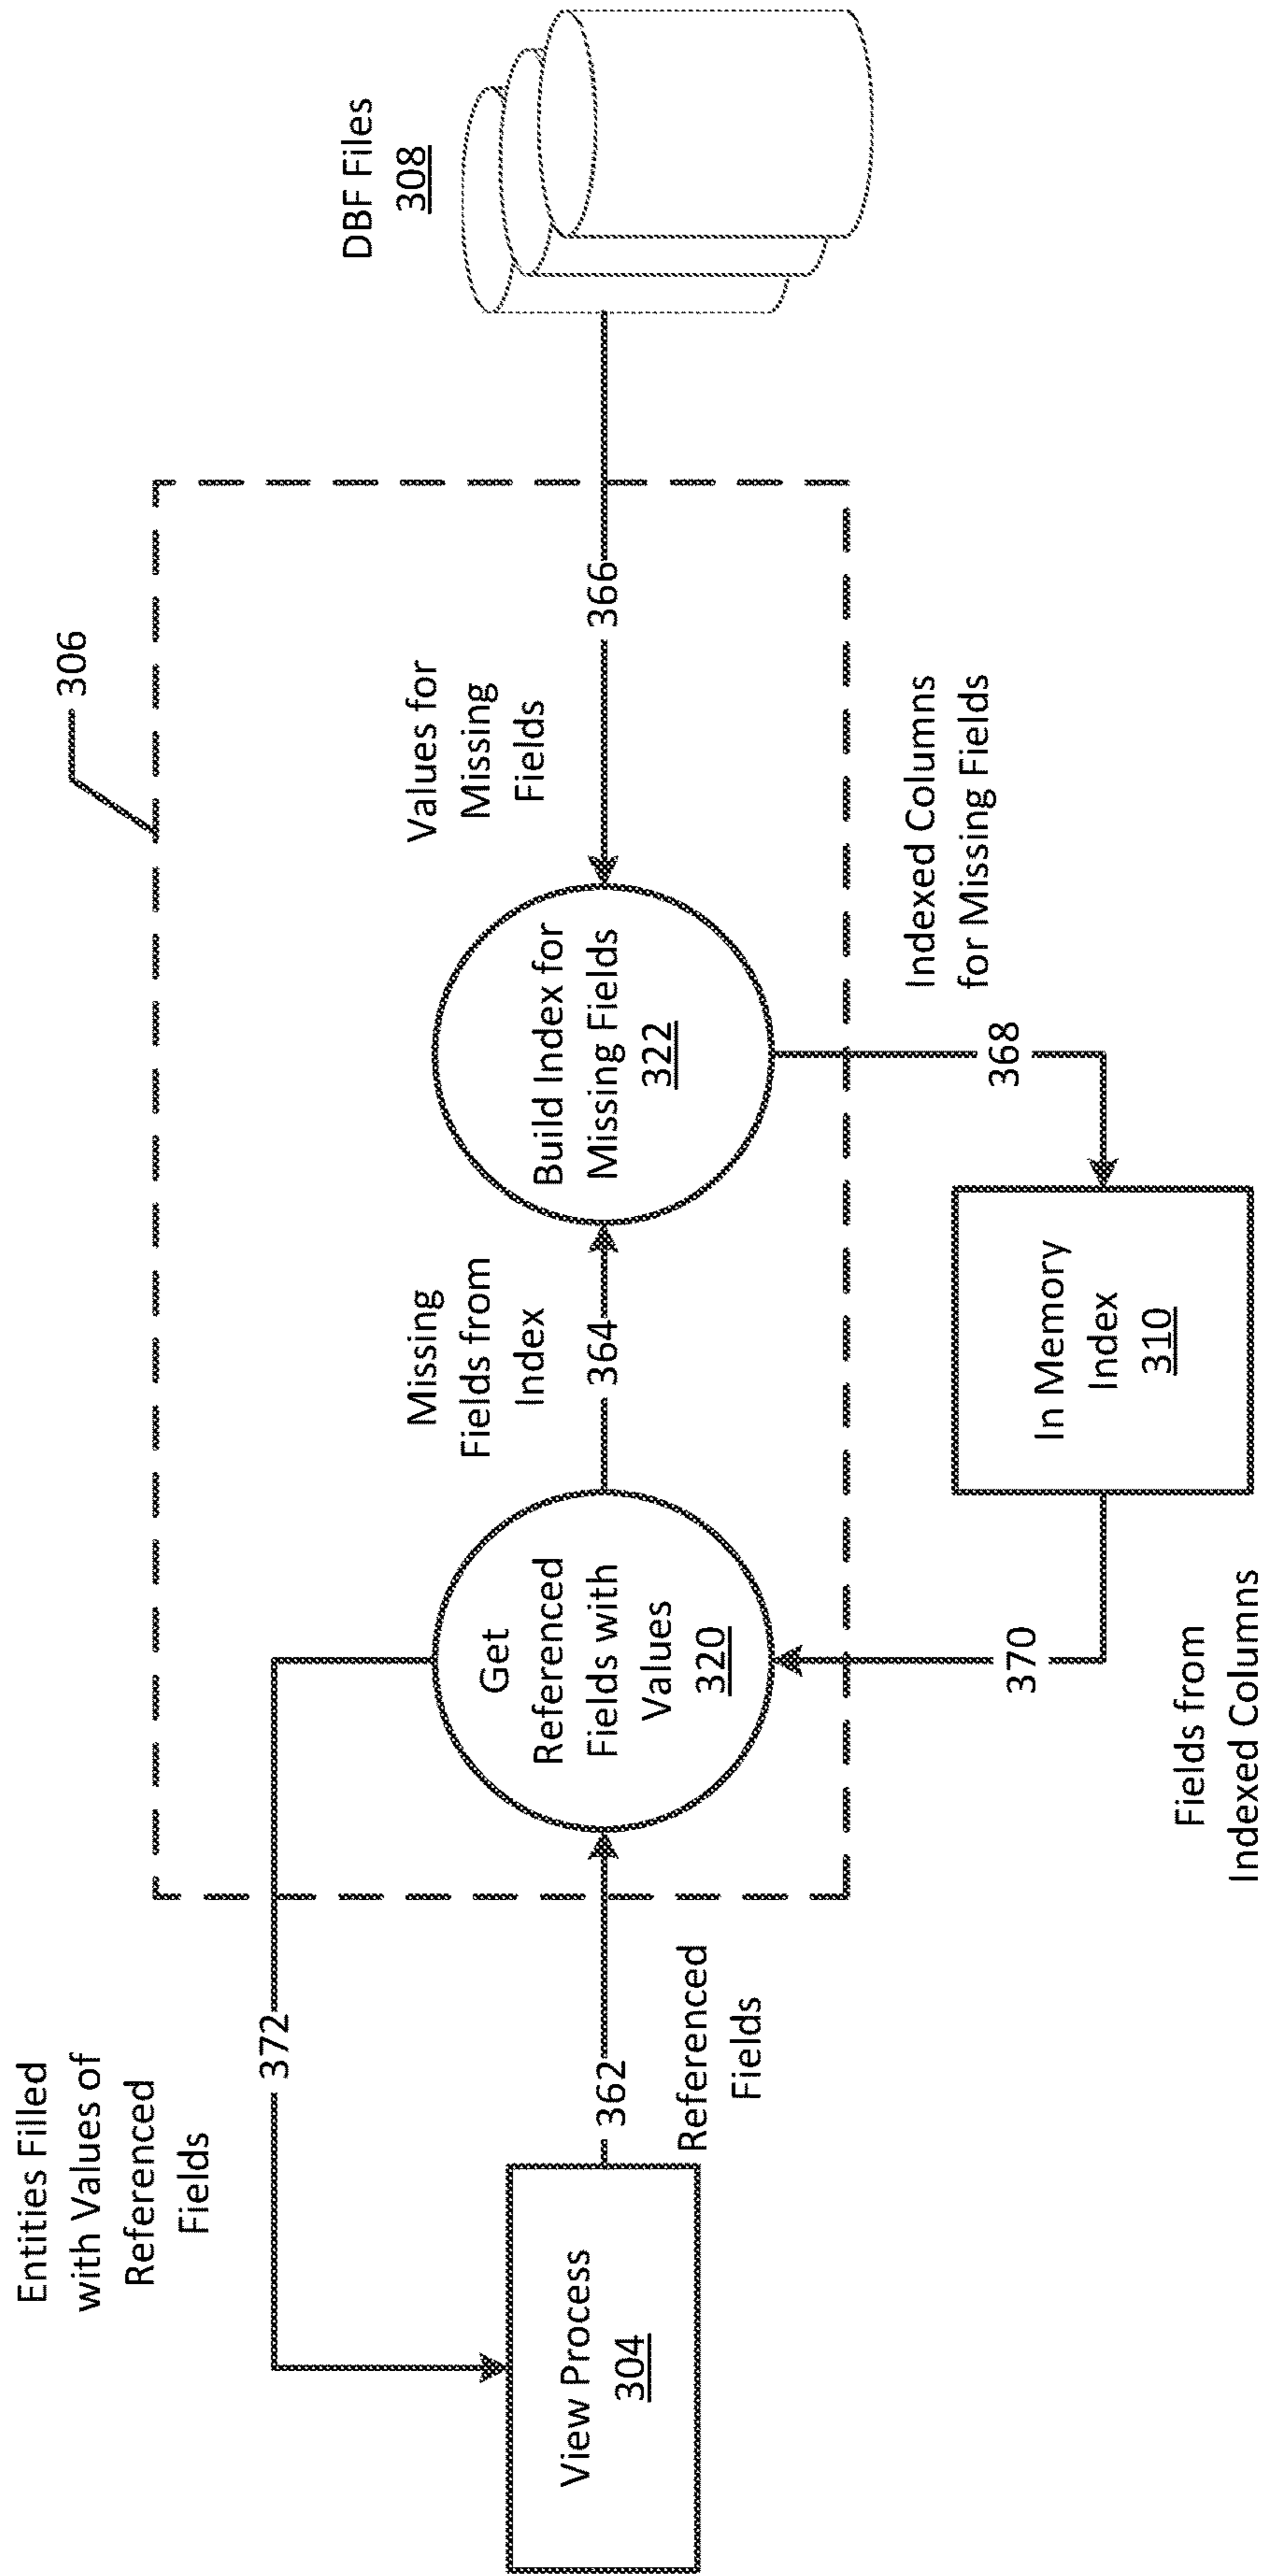 Entities Filled
with Values of
Referenced
Fields
372
306
View Process
304
362
Referenced
Fields
Get
Referenced
Fields with
Values
320
Missing
Fields from
Index
364
Build Index for
Missing Fields
322
Values for
Missing
Fields
366
DBF Files
308
Fields from
Indexed Columns
370
In Memory
Index
310
368
Indexed Columns
for Missing Fields